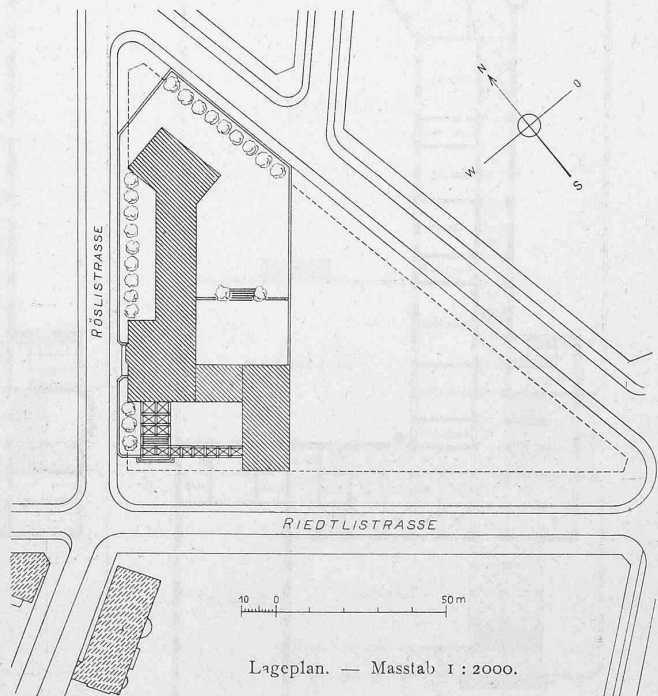 N
O
W
S
RÖSLISTRASSE
RIEDTLISTRASSE
10 0 50 m
Lageplan. — Masstab 1 : 2000.